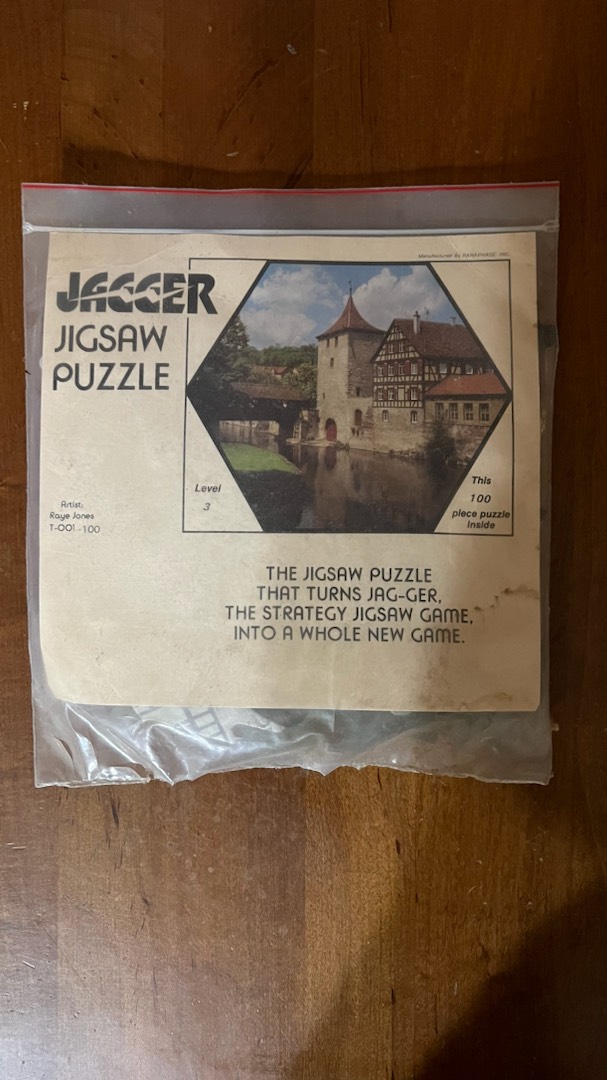 Manufactured By RANAPHASE INC.
JAGGER
JIGSAW
PUZZLE
Level
3
This
100
piece puzzle
Inside
Artist:
Raye Jones
T-001-100
THE JIGSAW PUZZLE
THAT TURNS JAG-GER,
THE STRATEGY JIGSAW GAME,
INTO A WHOLE NEW GAME.